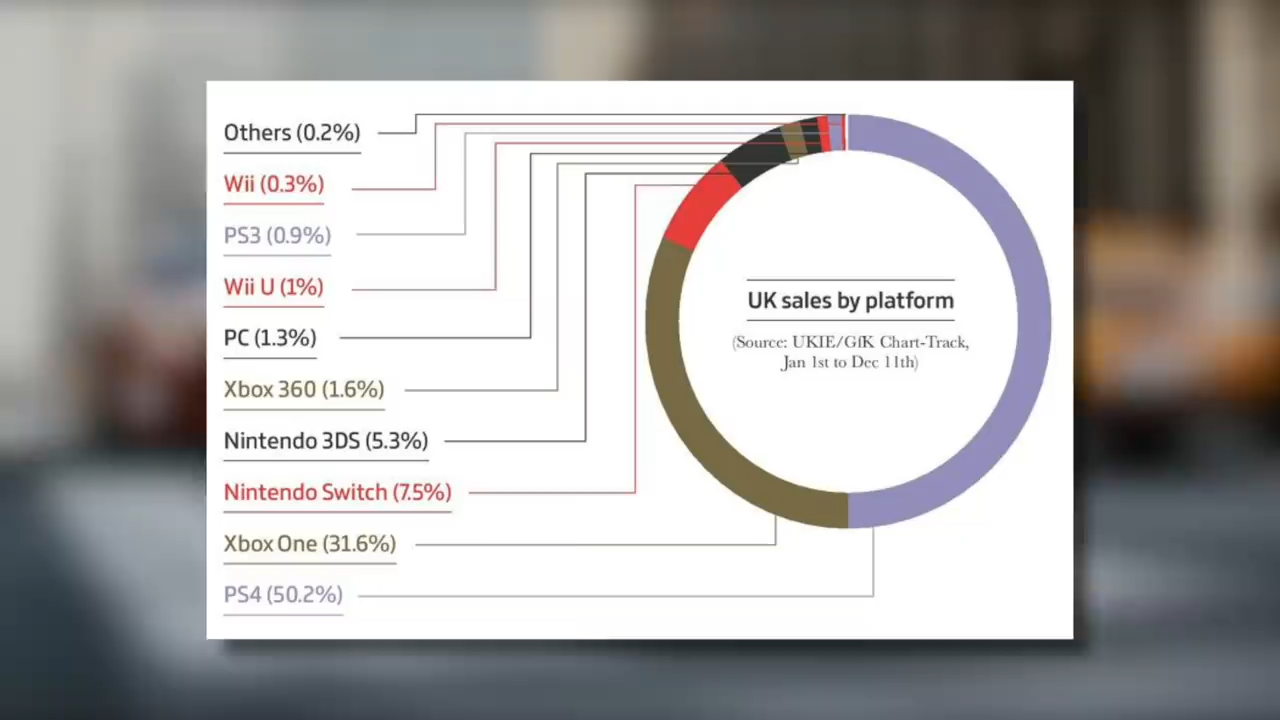 Others (0.2%)
Wii (0.3%)
PS3 (0.9%)
Wii U (1%)
PC (1.3%)
Xbox 360 (1.6%)
Nintendo 3DS (5.3%)
Nintendo Switch (7.5%)
Xbox One (31.6%)
PS4 (50.2%)
UK sales by platform
(Source: UKIE/GfK Chart-Track,
Jan 1st to Dec 11th)